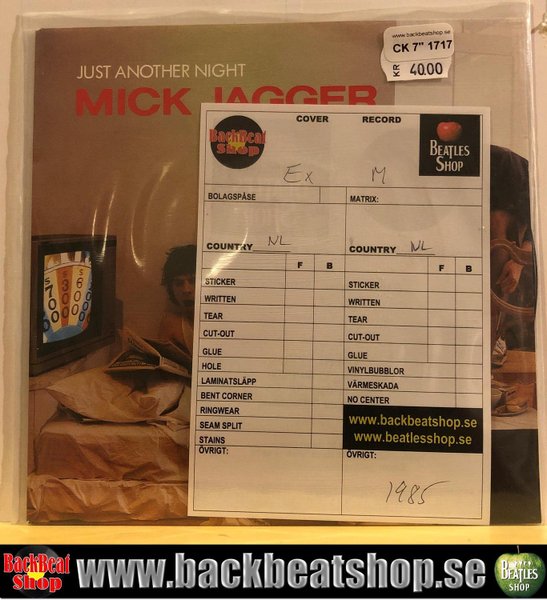 www.backbeatshop.se
CK 7" 1717
KR 40.00
JUST ANOTHER NIGHT
MICK JAGGER
COVER RECORD
BackBeat Shop
BEATLES SHOP
Ex M
BOLAGSPÅSE MATRIX:
COUNTRY NL COUNTRY NL
F B F B
STICKER STICKER
WRITTEN WRITTEN
TEAR TEAR
CUT-OUT CUT-OUT
GLUE GLUE
HOLE VINYLBUBBLOR
LAMINATSLÄPP VÄRMESKADA
BENT CORNER NO CENTER
RINGWEAR www.backbeatshop.se
SEAM SPLIT www.beatlesshop.se
STAINS
ÖVRIGT: ÖVRIGT:
1985
$ 700
$ 300
$ 600
BackBeat Shop www.backbeatshop.se BEATLES SHOP